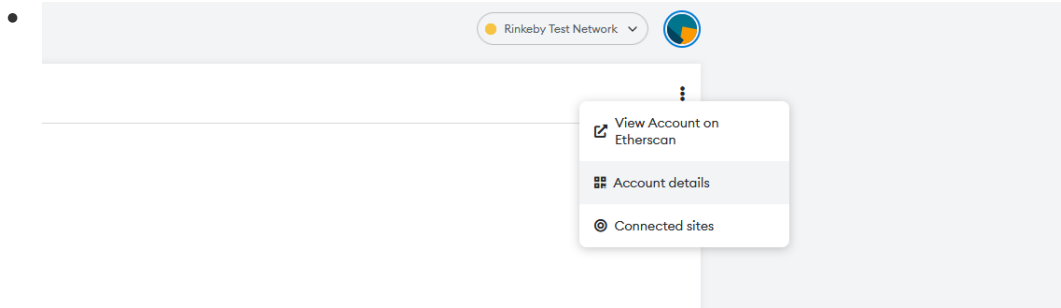 Rinkeby Test Network
View Account on
Etherscan
Account details
Connected sites